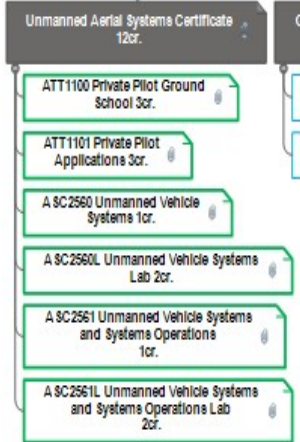 Unmanned Aerial Systems Certificate
12cr.
ATT1100 Private Pilot Ground
School 3cr.
ATT1101 Private Pilot
Applications 3cr.
ASC2560 Unmanned Vehicle
Systems 1cr.
ASC2560L Unmanned Vehicle Systems
Lab 2cr.
ASC2561 Unmanned Vehicle Systems
and Systems Operations
1cr.
ASC2561L Unmanned Vehicle Systems
and Systems Operations Lab
2cr.